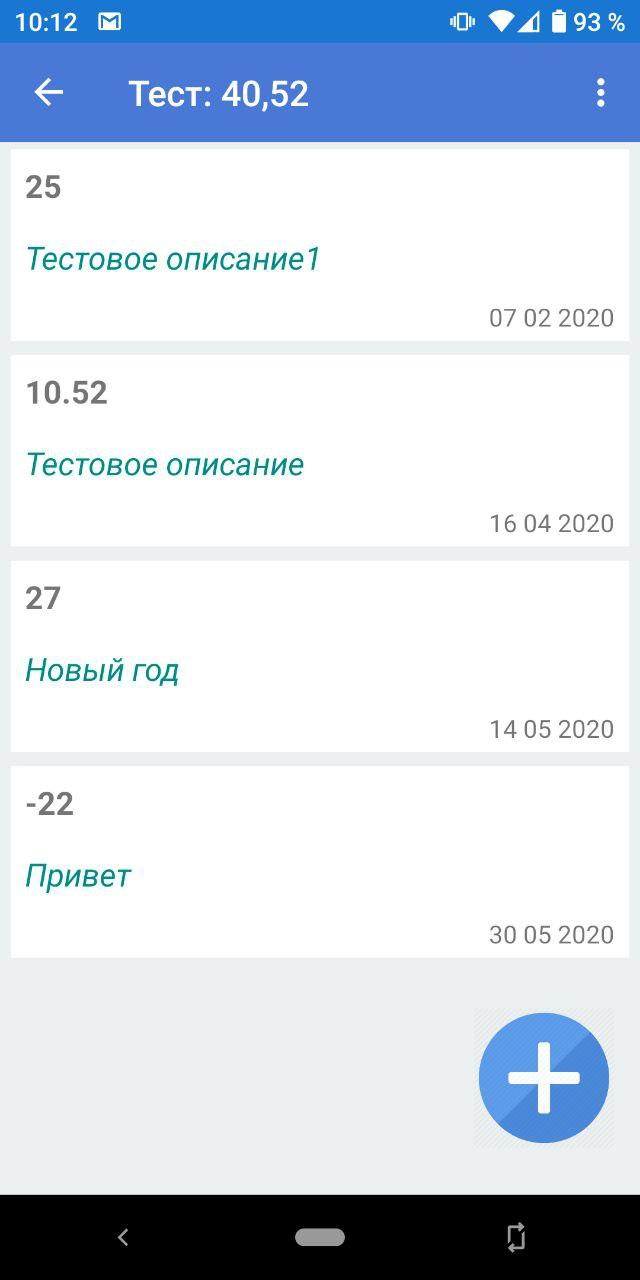 10:12
93 %
Тест: 40,52
25
Тестовое описание1
07 02 2020
10.52
Тестовое описание
16 04 2020
27
Новый год
14 05 2020
-22
Привет
30 05 2020